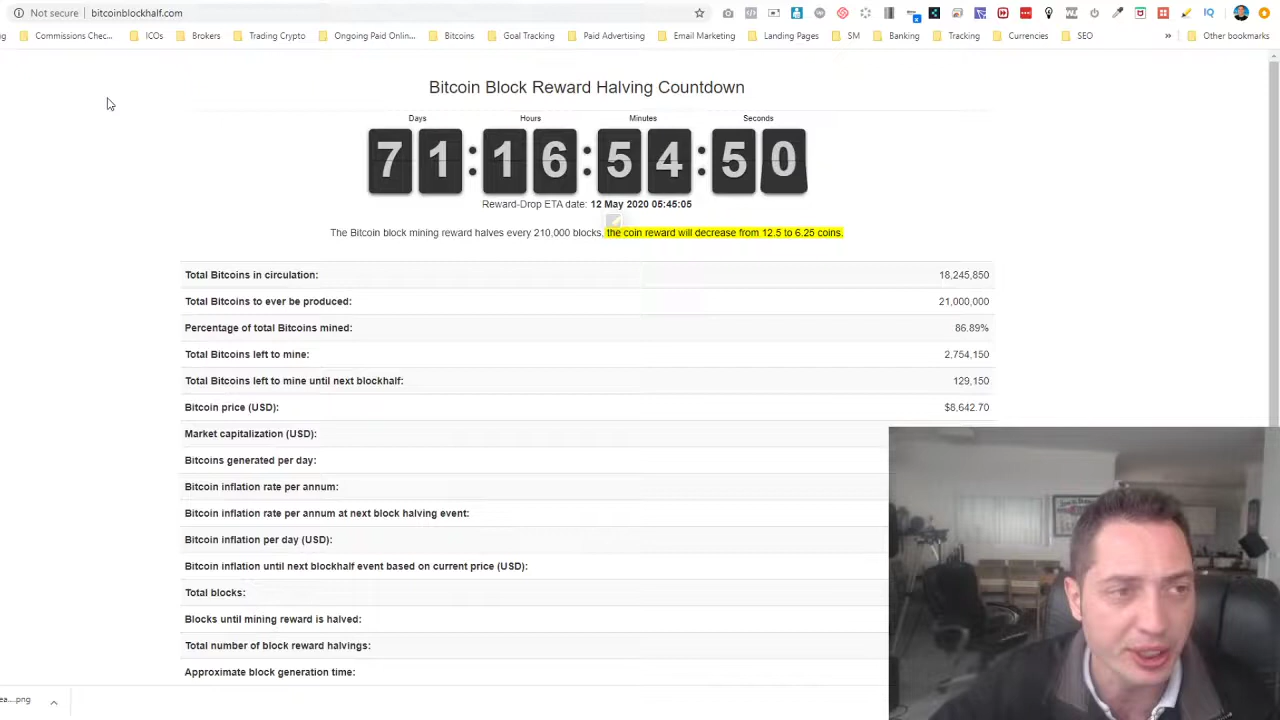 Not secure | bitcoinblockhalf.com
Commissions Chec... ICOs Brokers Trading Crypto Ongoing Paid Onlin... Bitcoins Goal Tracking Paid Advertising Email Marketing Landing Pages SM Banking Tracking Currencies SEO » Other bookmarks
Bitcoin Block Reward Halving Countdown
Days Hours Minutes Seconds
71:16:54:50
Reward-Drop ETA date: 12 May 2020 05:45:05
The Bitcoin block mining reward halves every 210,000 blocks, the coin reward will decrease from 12.5 to 6.25 coins.
Total Bitcoins in circulation: 18,245,850
Total Bitcoins to ever be produced: 21,000,000
Percentage of total Bitcoins mined: 86.89%
Total Bitcoins left to mine: 2,754,150
Total Bitcoins left to mine until next blockhalf: 129,150
Bitcoin price (USD): $8,642.70
Market capitalization (USD):
Bitcoins generated per day:
Bitcoin inflation rate per annum:
Bitcoin inflation rate per annum at next block halving event:
Bitcoin inflation per day (USD):
Bitcoin inflation until next blockhalf event based on current price (USD):
Total blocks:
Blocks until mining reward is halved:
Total number of block reward halvings:
Approximate block generation time:
ea....png